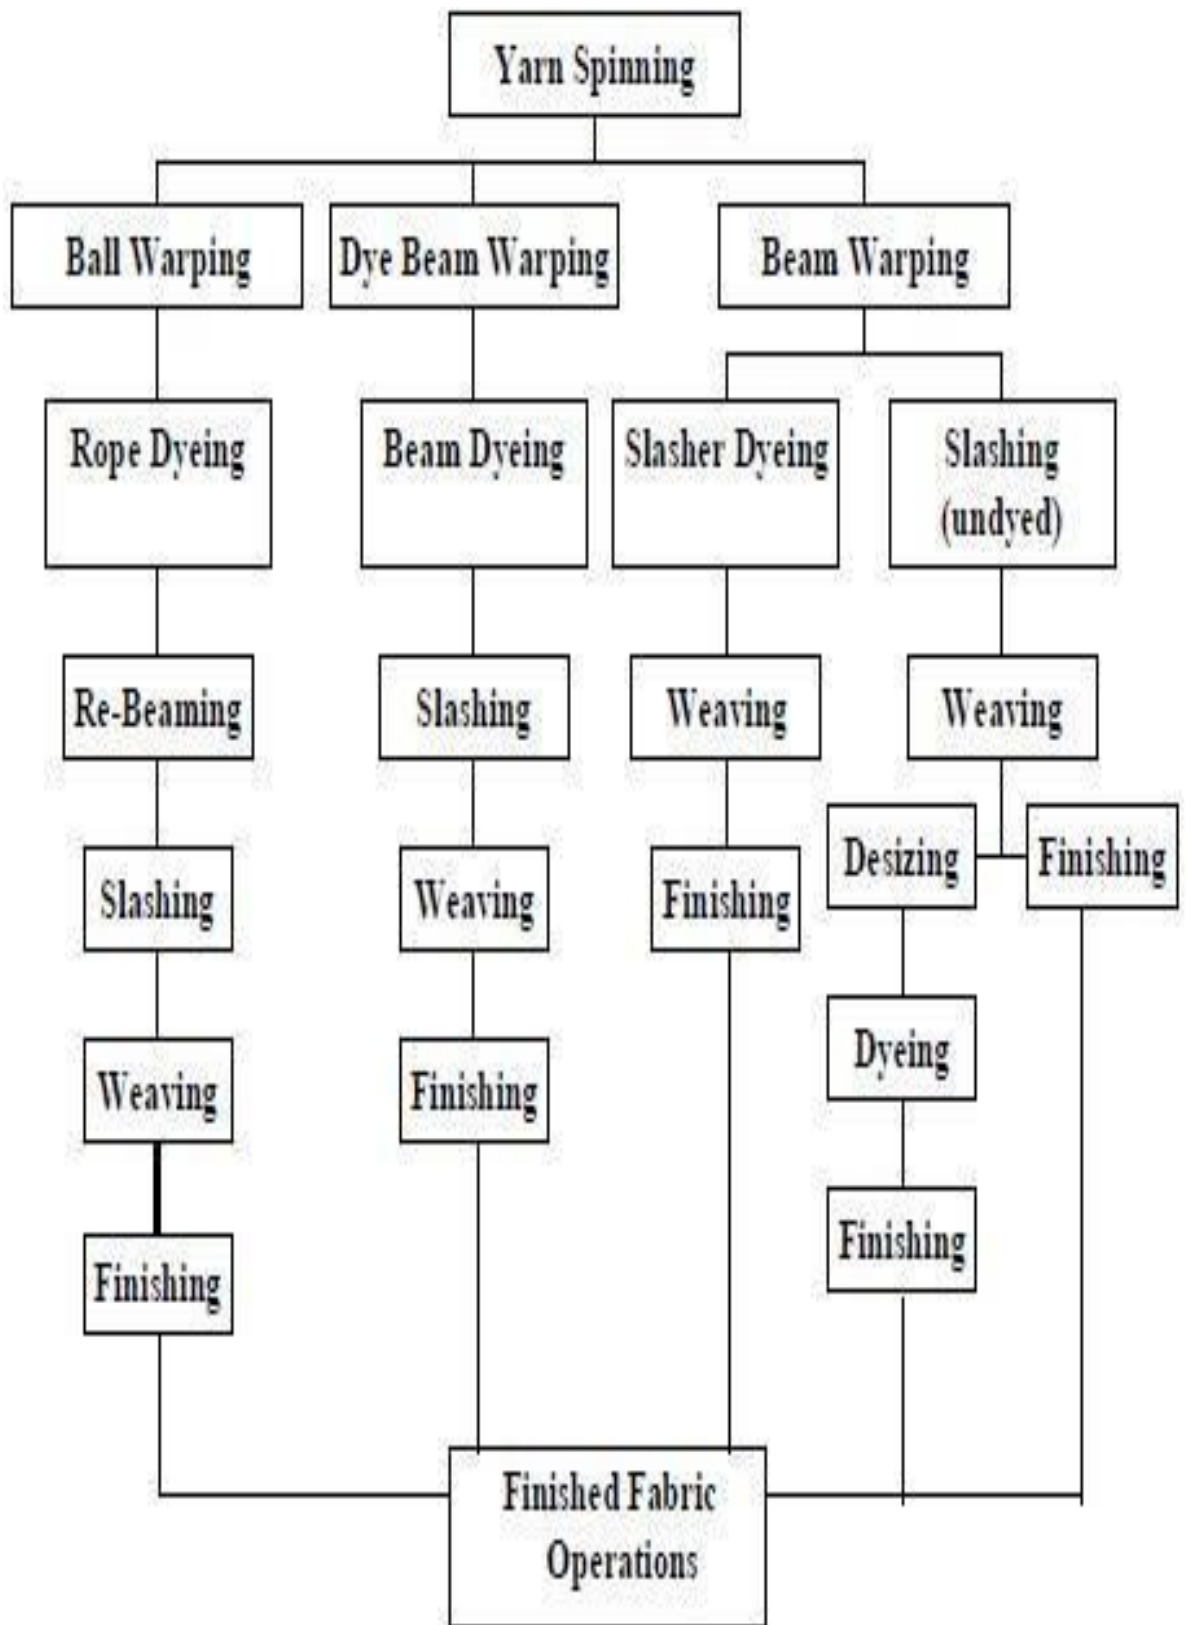 Yarn Spinning
Ball Warping
Dye Beam Warping
Beam Warping
Rope Dyeing
Beam Dyeing
Slasher Dyeing
Slashing
(undyed)
Re-Beaming
Slashing
Weaving
Weaving
Desizing
Finishing
Slashing
Weaving
Finishing
Dyeing
Weaving
Finishing
Finishing
Finishing
Finished Fabric
Operations